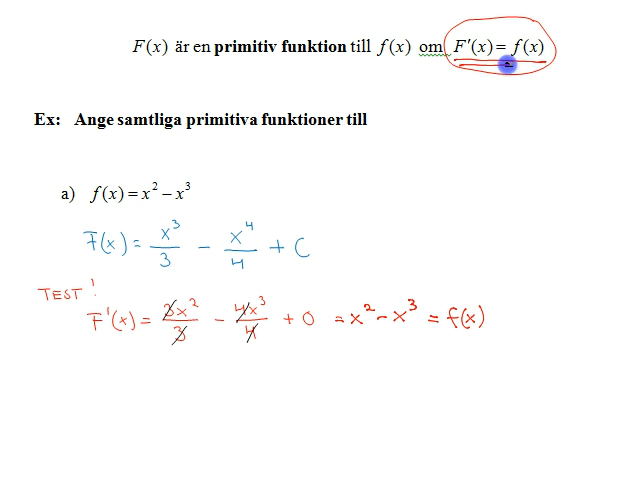 F(x) är en primitiv funktion till f(x) om F'(x) = f(x)
Ex: Ange samtliga primitiva funktioner till
a) f(x) = x² − x³
F(x) = x³/3 − x⁴/4 + C
TEST!
F'(x) = 3x²/3 − 4x³/4 + 0 = x² − x³ = f(x)